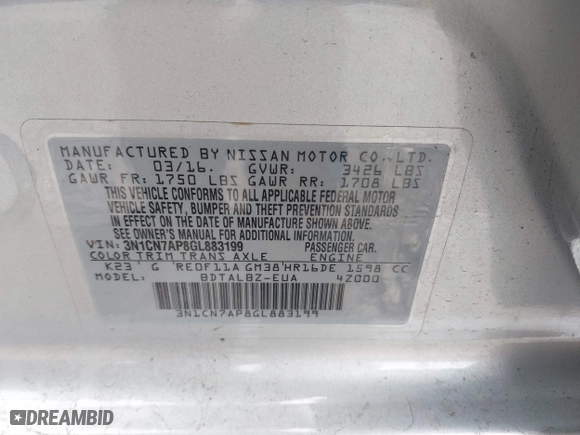 MANUFACTURED BY NISSAN MOTOR CO., LTD.
DATE: 03/16. GVWR: 3426 LBS
GAWR FR: 1750 LBS GAWR RR: 1708 LBS
THIS VEHICLE CONFORMS TO ALL APPLICABLE FEDERAL MOTOR
VEHICLE SAFETY, BUMPER AND THEFT PREVENTION STANDARDS
IN EFFECT ON THE DATE OF MANUFACTURE SHOWN ABOVE.
SEE OWNER'S MANUAL FOR ADDITIONAL INFORMATION.
VIN: 3N1CN7AP8GL883199 PASSENGER CAR.
COLOR TRIM TRANS AXLE ENGINE
K23 G RE0F11A GM38 HR16DE 1598 CC
MODEL BDTALBZ-EUA 42000
3N1CN7AP8GL883199
DREAMBID